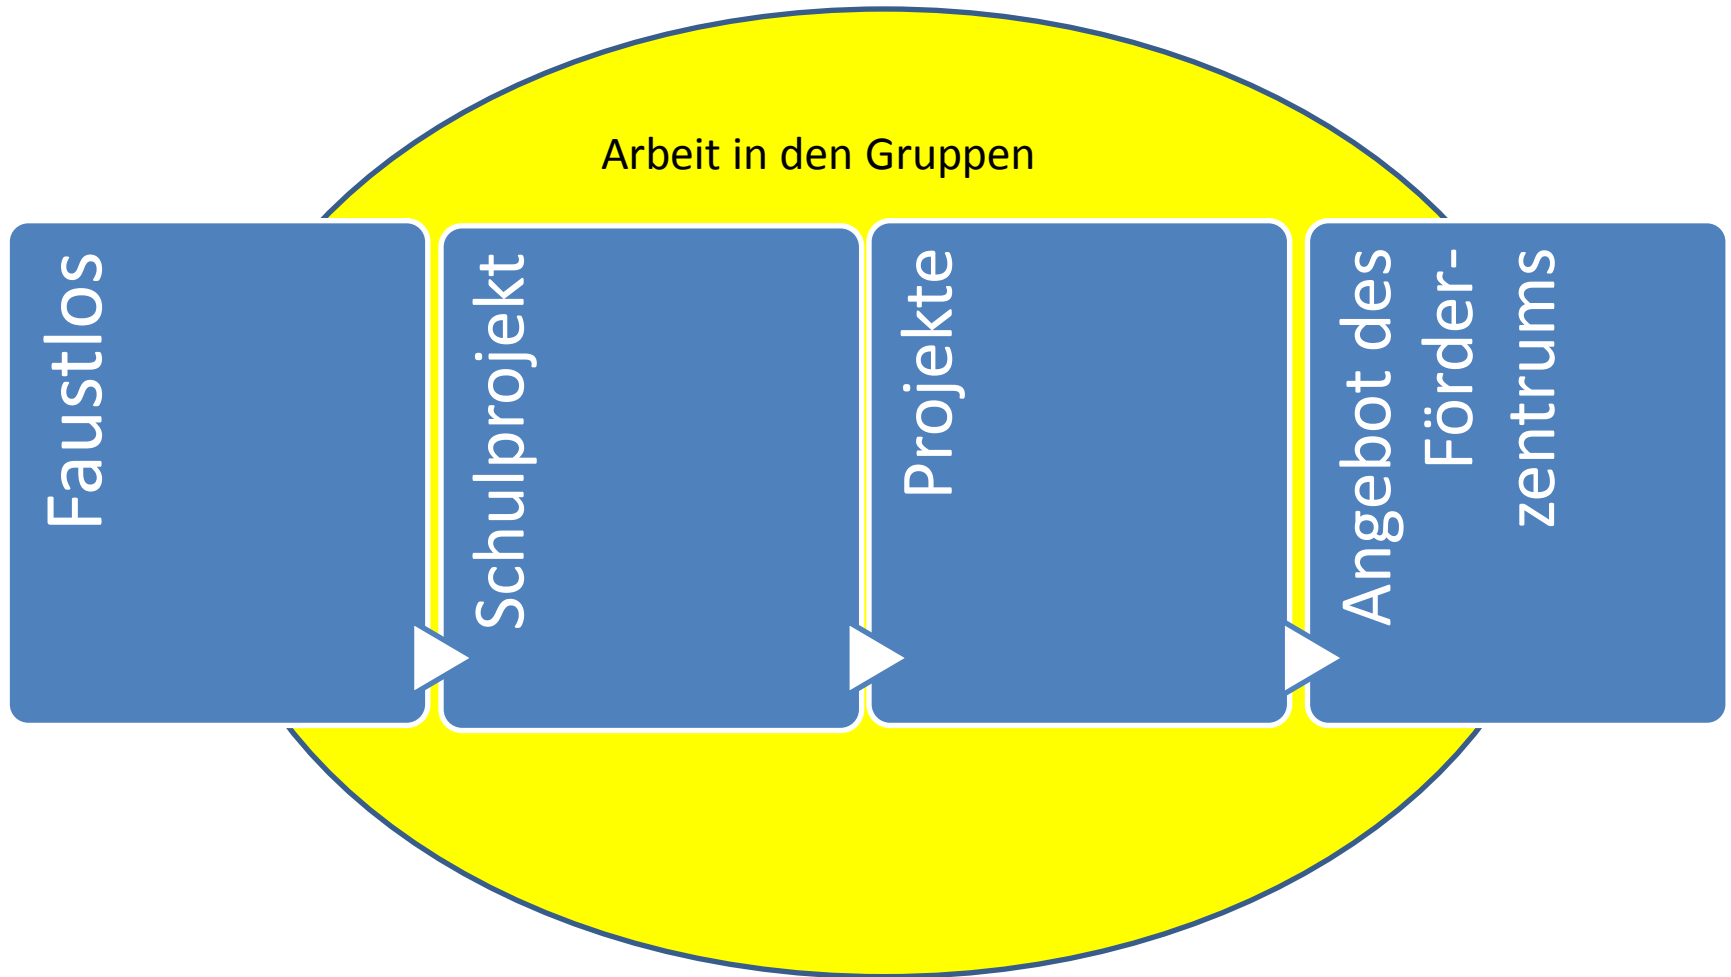 Arbeit in den Gruppen
Faustlos
Schulprojekt
Projekte
Angebot des
Förder-
zentrums